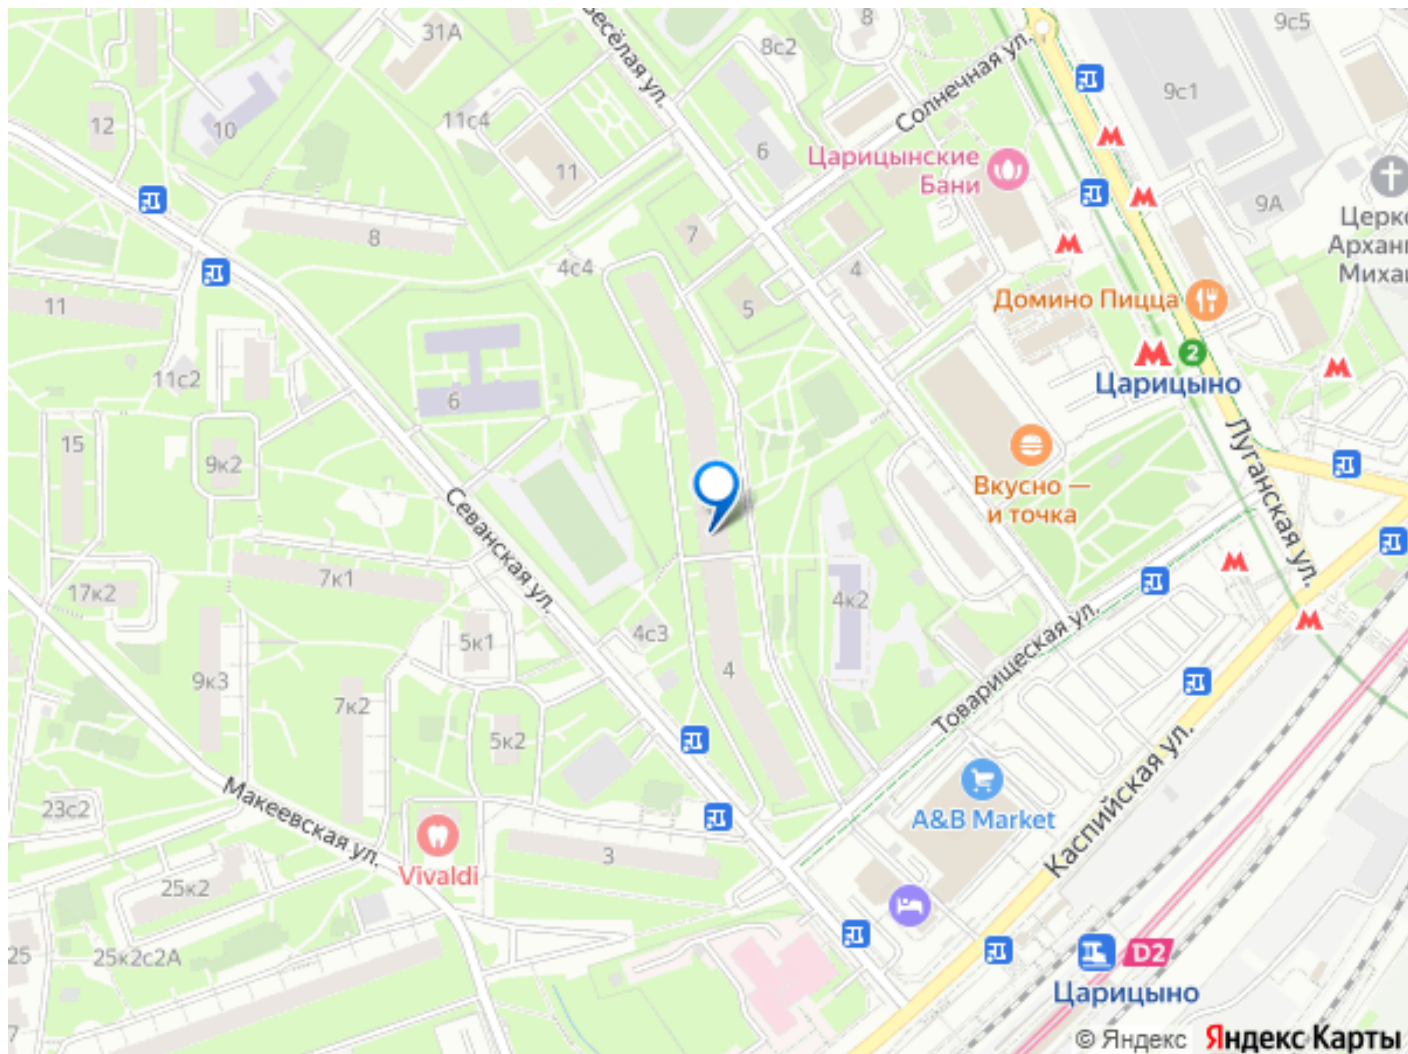 31А
8
9с5
Весёлая ул.
8с2
Солнечная ул.
9с1
12
10
11с4
11
6
Царицынские
Бани
9А
8
7
4с4
4
5
Домино Пицца
Михаи
11
11с2
6
2
Царицыно
15
9к2
Севанская ул.
Вкусно —
и точка
Луганская ул.
7к1
17к2
4к2
5к1
4с3
Товарищеская ул.
9к3
7к2
4
5к2
Макеевская ул.
23с2
A&B Market
Каспийская ул.
Vivaldi
3
25к2
25
25к2с2А
D2
Царицыно
7
© Яндекс Яндекс Карты